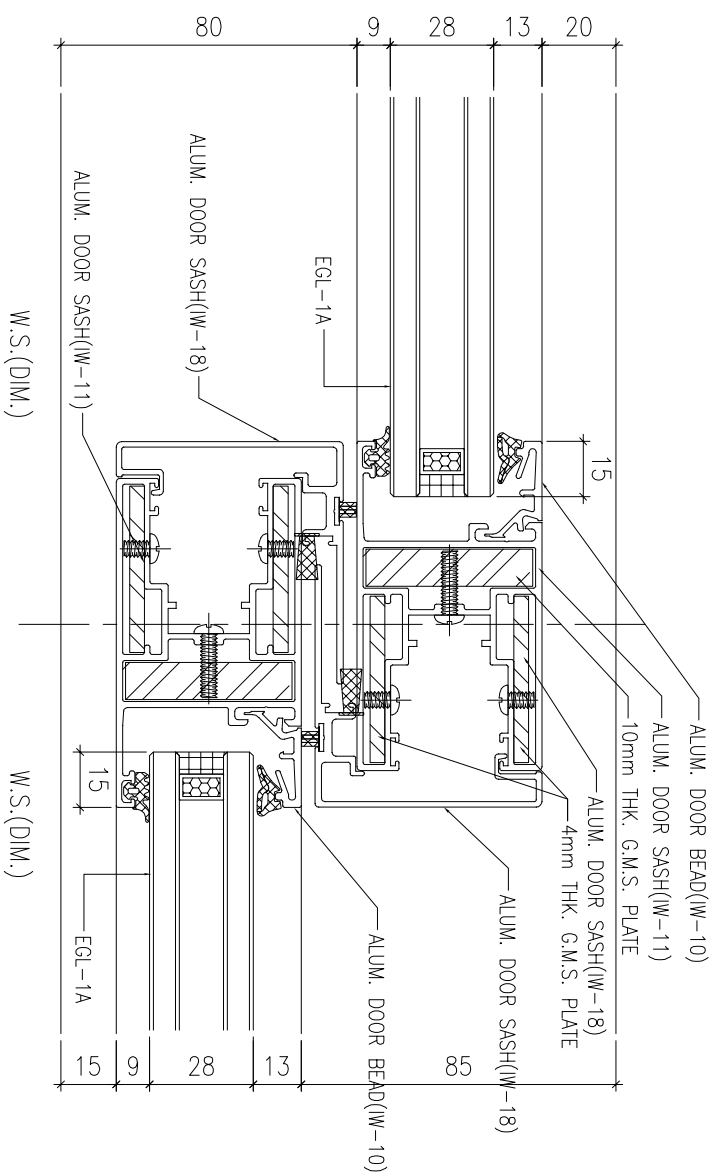 80
9
28
13
20
ALUM. DOOR BEAD(IW-10)
ALUM. DOOR SASH(IW-11)
10mm THK. G.M.S. PLATE
ALUM. DOOR SASH(IW-18)
4mm THK. G.M.S. PLATE
ALUM. DOOR SASH(IW-18)
ALUM. DOOR BEAD(IW-10)
EGL-1A
15
ALUM. DOOR SASH(IW-18)
ALUM. DOOR SASH(IW-11)
W.S.(DIM.)
15
W.S.(DIM.)
EGL-1A
15
9
28
13
85